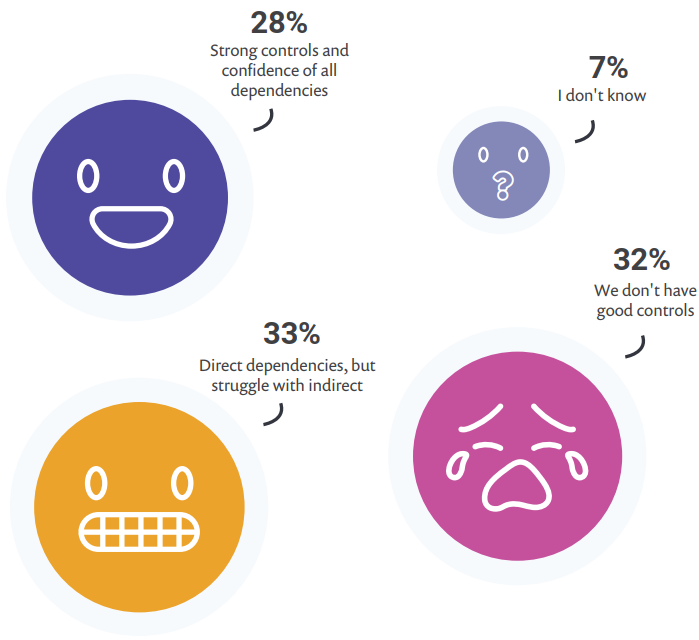 28%
Strong controls and
confidence of all
dependencies
7%
I don't know
32%
We don't have
good controls
33%
Direct dependencies, but
struggle with indirect